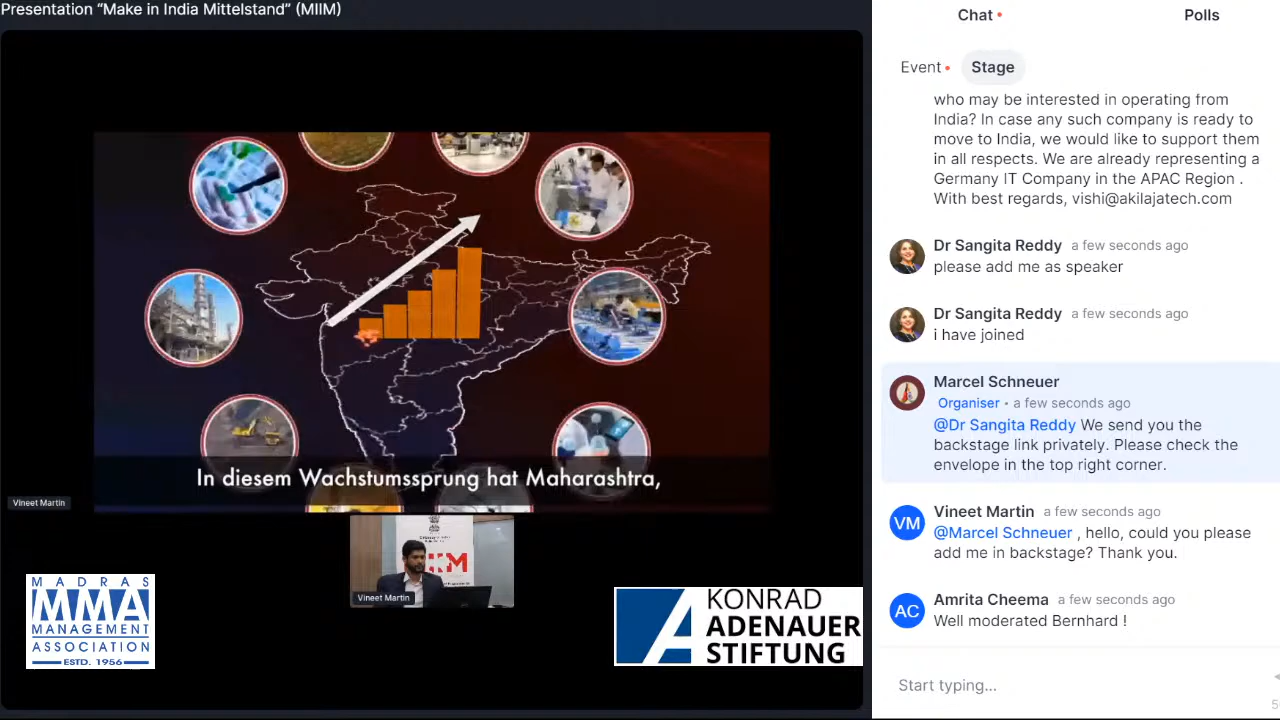 Presentation “Make in India Mittelstand” (MIIM)
In diesem Wachstumssprung hat Maharashtra,
Vineet Martin
Vineet Martin
MADRAS
MMA
MANAGEMENT
ASSOCIATION
ESTD. 1956
KONRAD
ADENAUER
STIFTUNG
Chat
Polls
Event
Stage
who may be interested in operating from
India? In case any such company is ready to
move to India, we would like to support them
in all respects. We are already representing a
Germany IT Company in the APAC Region .
With best regards, vishi@akilajatech.com
Dr Sangita Reddy a few seconds ago
please add me as speaker
Dr Sangita Reddy a few seconds ago
i have joined
Marcel Schneuer
Organiser • a few seconds ago
@Dr Sangita Reddy We send you the
backstage link privately. Please check the
envelope in the top right corner.
VM
Vineet Martin a few seconds ago
@Marcel Schneuer , hello, could you please
add me in backstage? Thank you.
AC
Amrita Cheema a few seconds ago
Well moderated Bernhard !
Start typing...